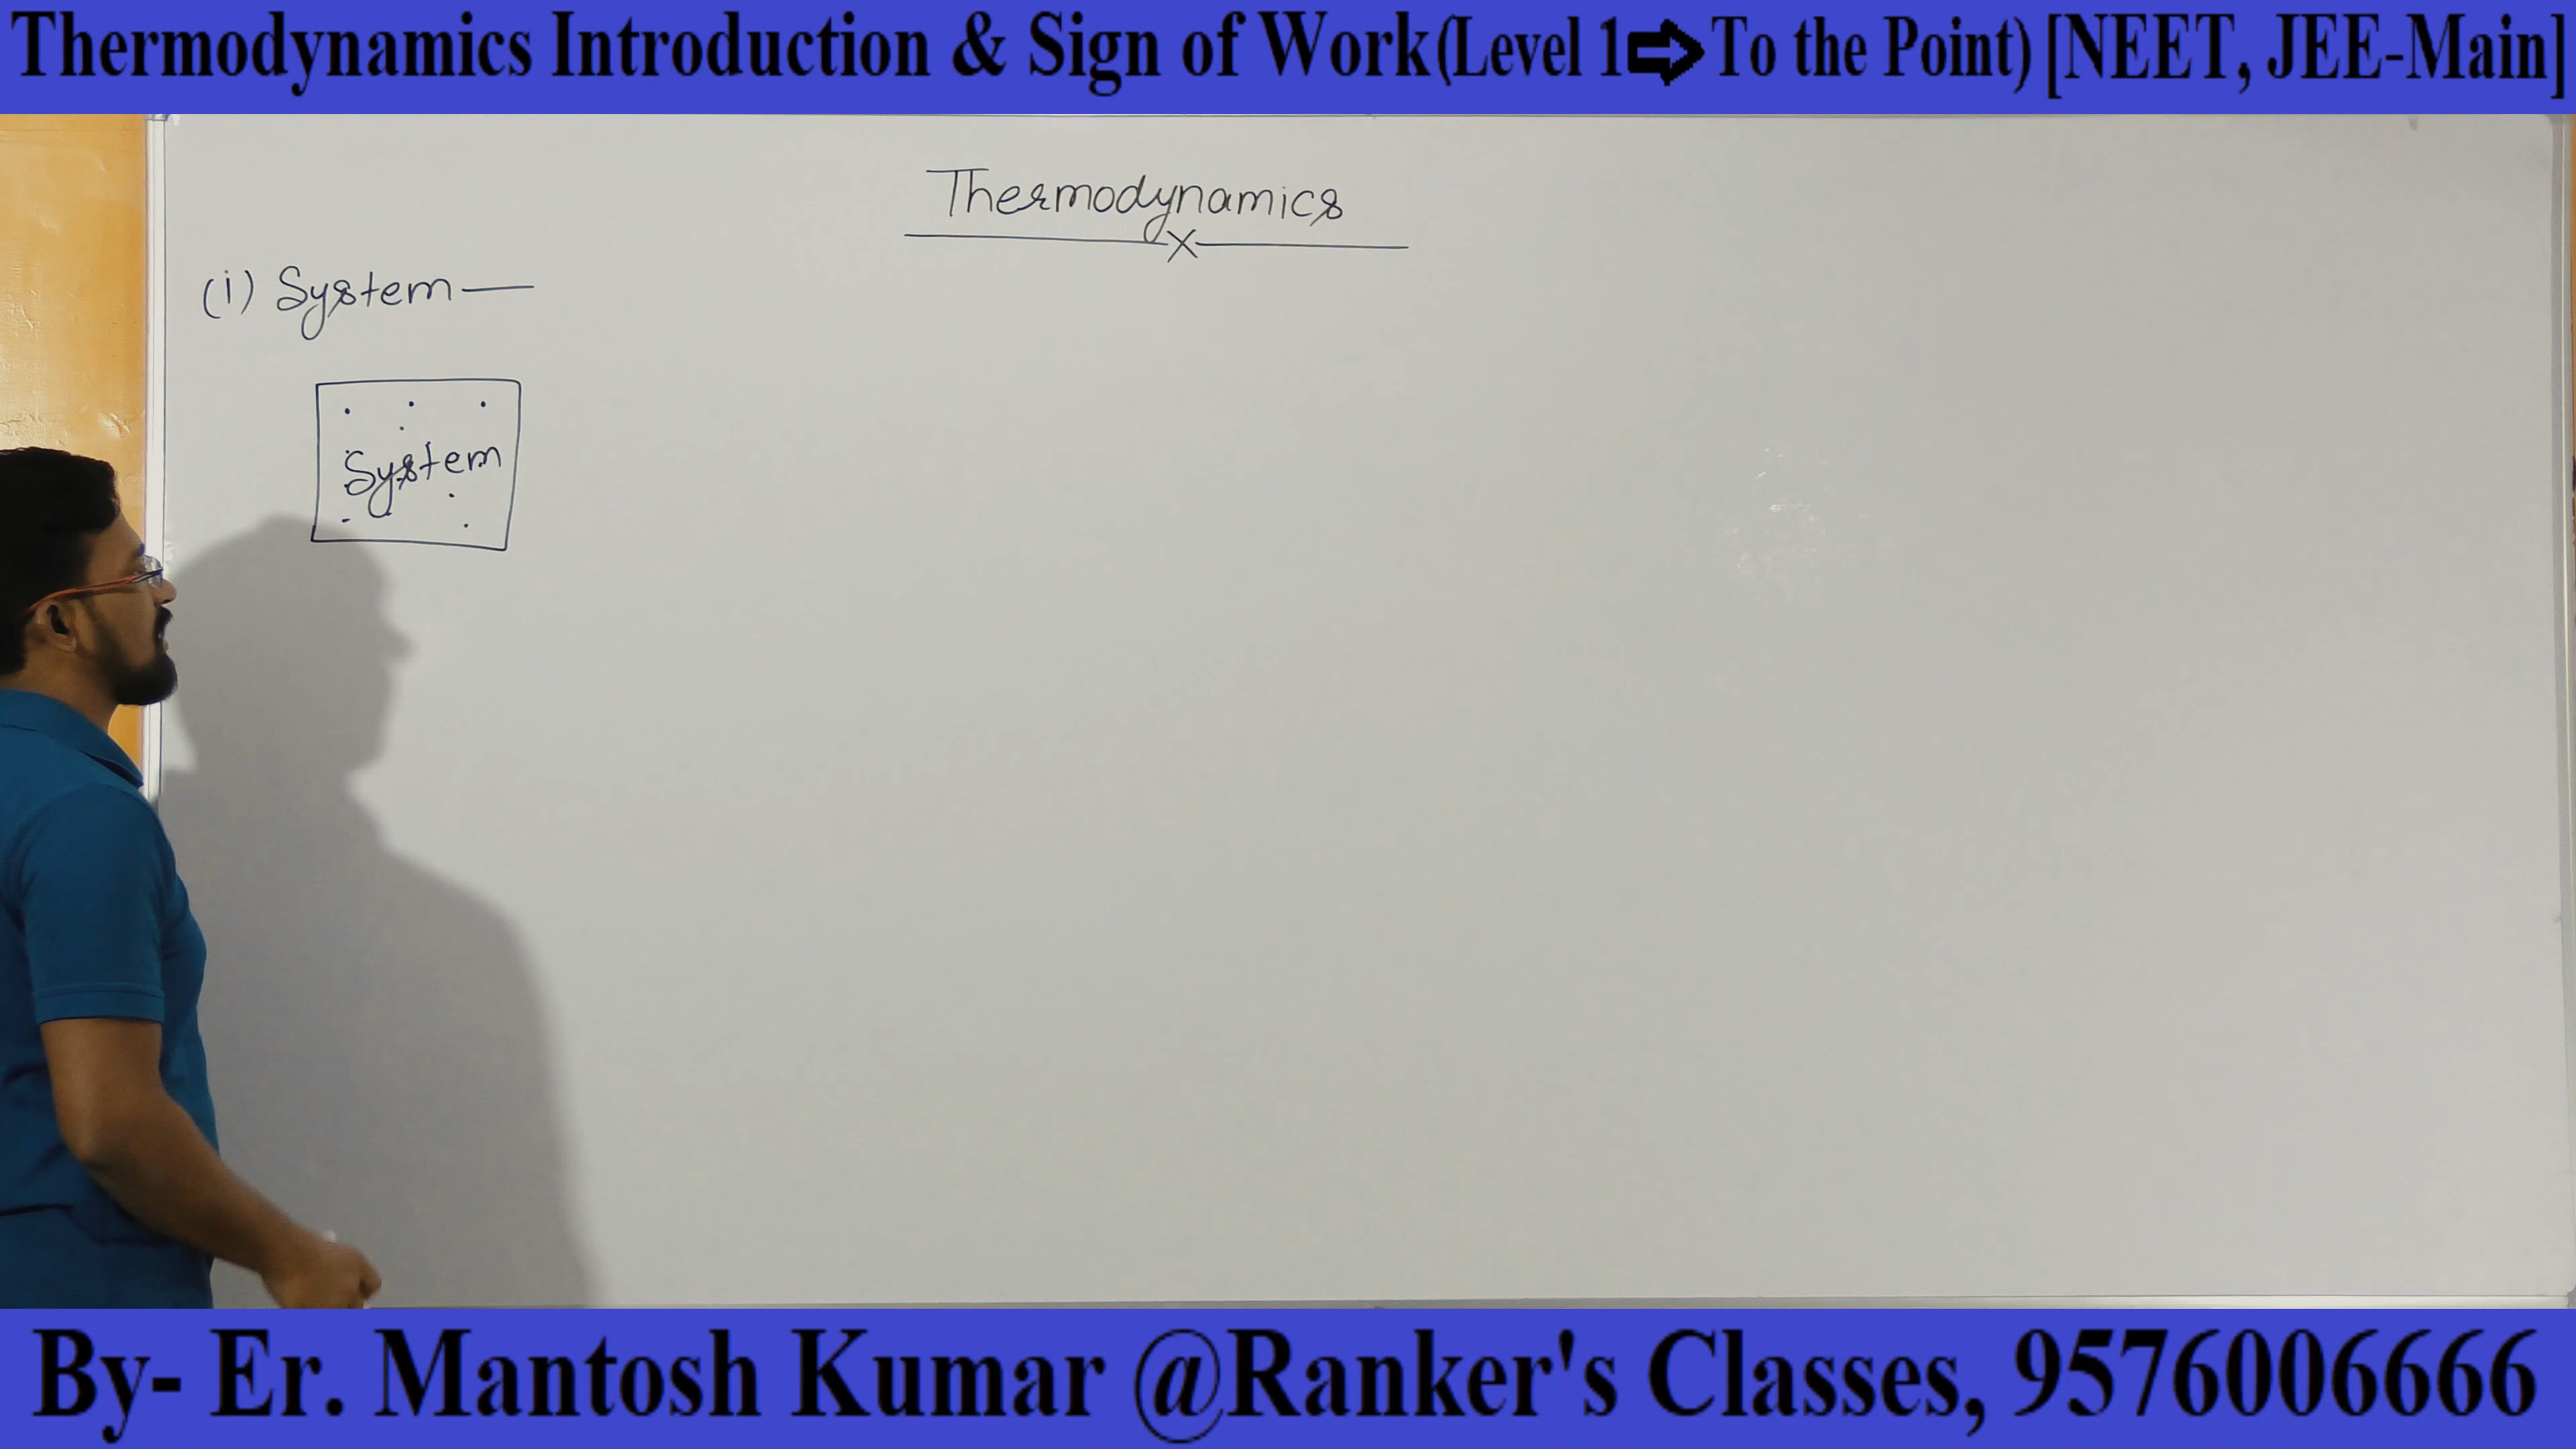 Thermodynamics Introduction & Sign of Work(Level 1⇨To the Point) [NEET, JEE-Main]
Thermodynamics
(i) System —
System
By- Er. Mantosh Kumar @Ranker's Classes, 9576006666